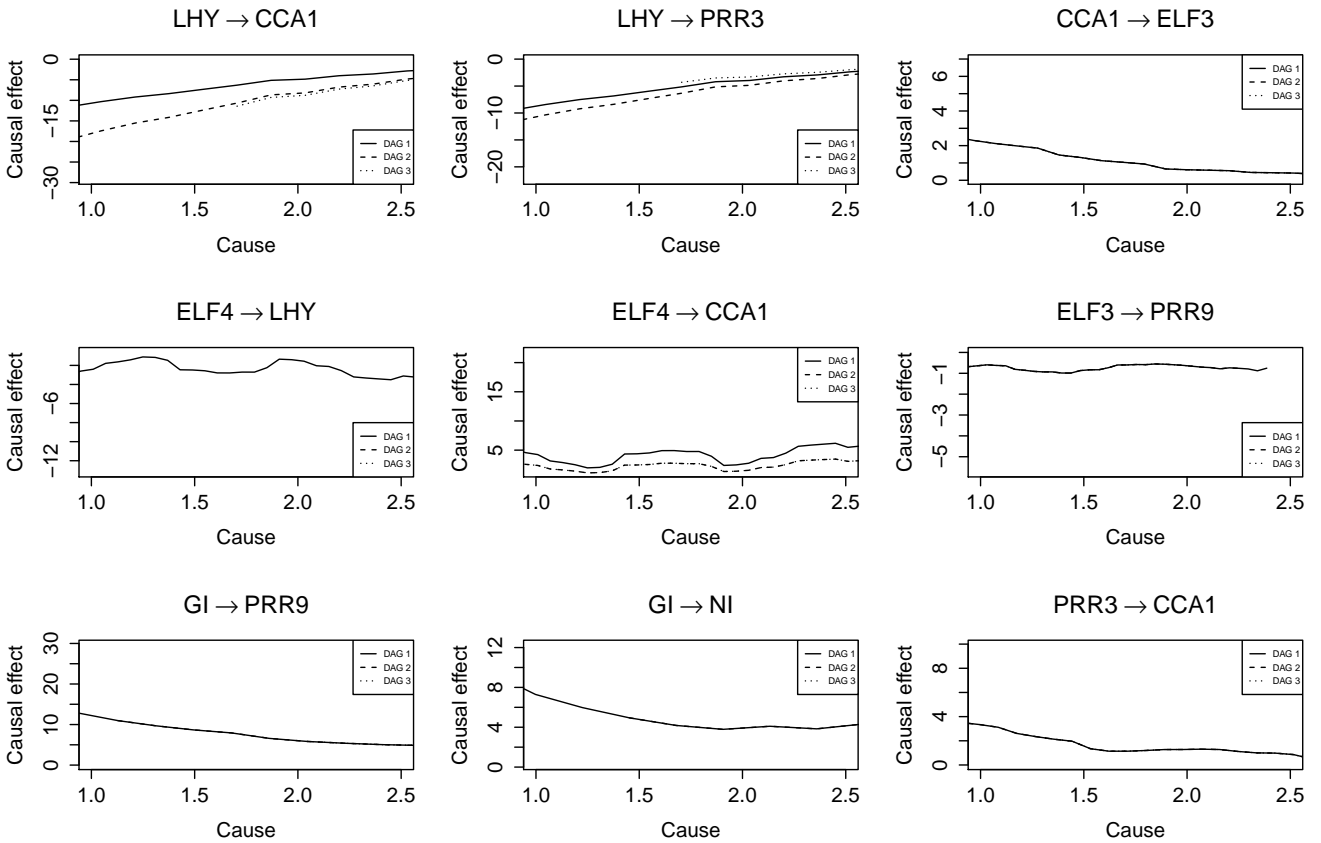 LHY → CCA1
Causal effect
0
−15
−30
DAG 1
DAG 2
DAG 3
1.0 1.5 2.0 2.5
Cause
LHY → PRR3
Causal effect
0
−10
−20
DAG 1
DAG 2
DAG 3
1.0 1.5 2.0 2.5
Cause
CCA1 → ELF3
Causal effect
6
4
2
0
DAG 1
DAG 2
DAG 3
1.0 1.5 2.0 2.5
Cause
ELF4 → LHY
Causal effect
−6
−12
DAG 1
DAG 2
DAG 3
1.0 1.5 2.0 2.5
Cause
ELF4 → CCA1
Causal effect
15
5
DAG 1
DAG 2
DAG 3
1.0 1.5 2.0 2.5
Cause
ELF3 → PRR9
Causal effect
−1
−3
−5
DAG 1
DAG 2
DAG 3
1.0 1.5 2.0 2.5
Cause
GI → PRR9
Causal effect
30
20
10
0
DAG 1
DAG 2
DAG 3
1.0 1.5 2.0 2.5
Cause
GI → NI
Causal effect
12
8
4
0
DAG 1
DAG 2
DAG 3
1.0 1.5 2.0 2.5
Cause
PRR3 → CCA1
Causal effect
8
4
0
DAG 1
DAG 2
DAG 3
1.0 1.5 2.0 2.5
Cause